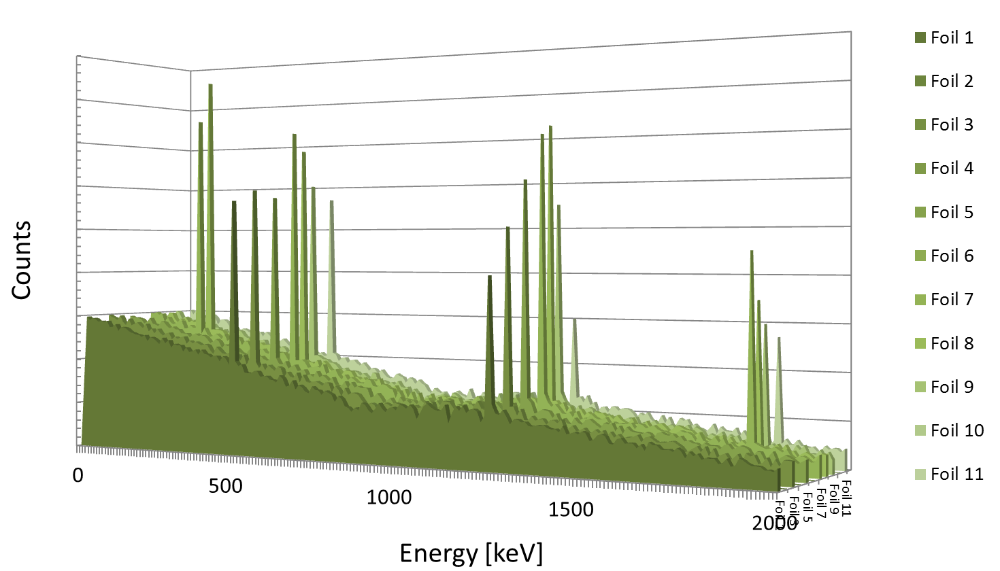 Counts
0
500
1000
1500
2000
Energy [keV]
Foil 3
Foil 5
Foil 7
Foil 9
Foil 11
Foil 1
Foil 2
Foil 3
Foil 4
Foil 5
Foil 6
Foil 7
Foil 8
Foil 9
Foil 10
Foil 11